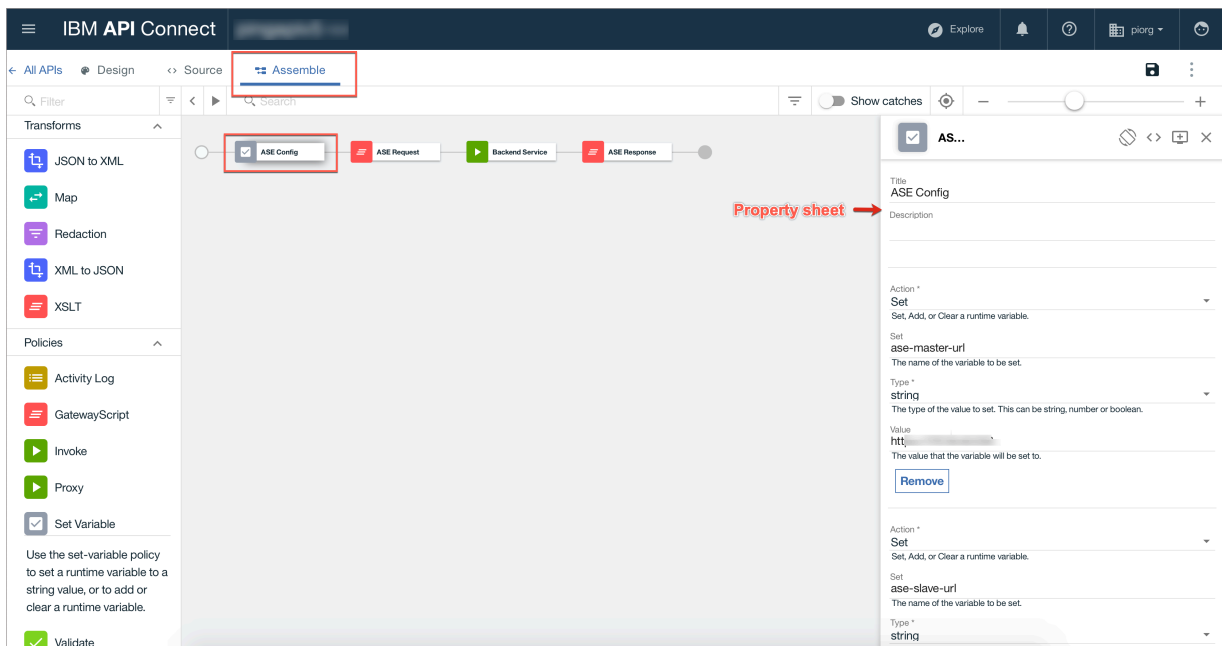 IBM API Connect
Explore
piorg
All APIs
Design
Source
Assemble
Filter
Search
Show catches
Transforms
JSON to XML
Map
Redaction
XML to JSON
XSLT
Policies
Activity Log
GatewayScript
Invoke
Proxy
Set Variable
Use the set-variable policy
to set a runtime variable to a
string value, or to add or
clear a runtime variable.
Validate
ASE Config
ASE Request
Backend Service
ASE Response
Property sheet
AS...
Title
ASE Config
Description
Action *
Set
Set, Add, or Clear a runtime variable.
Set
ase-master-url
The name of the variable to be set.
Type *
string
The type of the value to set. This can be string, number or boolean.
Value
The value that the variable will be set to.
Remove
Action *
Set
Set, Add, or Clear a runtime variable.
Set
ase-slave-url
The name of the variable to be set.
Type *
string